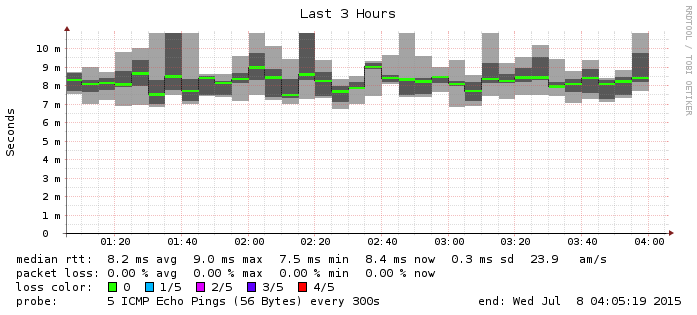 Last 3 Hours
RRDTOOL / TOBI OETIKER
Seconds
10 m
9 m
8 m
7 m
6 m
5 m
4 m
3 m
2 m
1 m
0
01:20 01:40 02:00 02:20 02:40 03:00 03:20 03:40 04:00
median rtt: 8.2 ms avg 9.0 ms max 7.5 ms min 8.4 ms now 0.3 ms sd 23.9 am/s
packet loss: 0.00 % avg 0.00 % max 0.00 % min 0.00 % now
loss color: 0 1/5 2/5 3/5 4/5
probe: 5 ICMP Echo Pings (56 Bytes) every 300s end: Wed Jul 8 04:05:19 2015